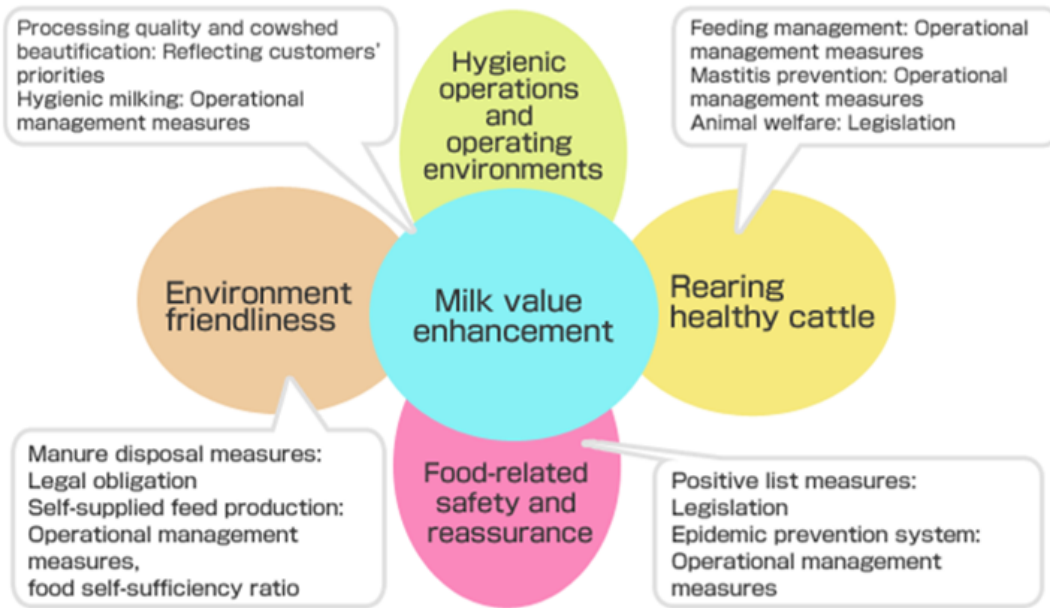 Processing quality and cowshed
beautification: Reflecting customers'
priorities
Hygienic milking: Operational
management measures
Hygienic
operations
and
operating
environments
Feeding management: Operational
management measures
Mastitis prevention: Operational
management measures
Animal welfare: Legislation
Environment
friendliness
Milk value
enhancement
Rearing
healthy cattle
Manure disposal measures:
Legal obligation
Self-supplied feed production:
Operational management
measures,
food self-sufficiency ratio
Food-related
safety and
reassurance
Positive list measures:
Legislation
Epidemic prevention system:
Operational management
measures